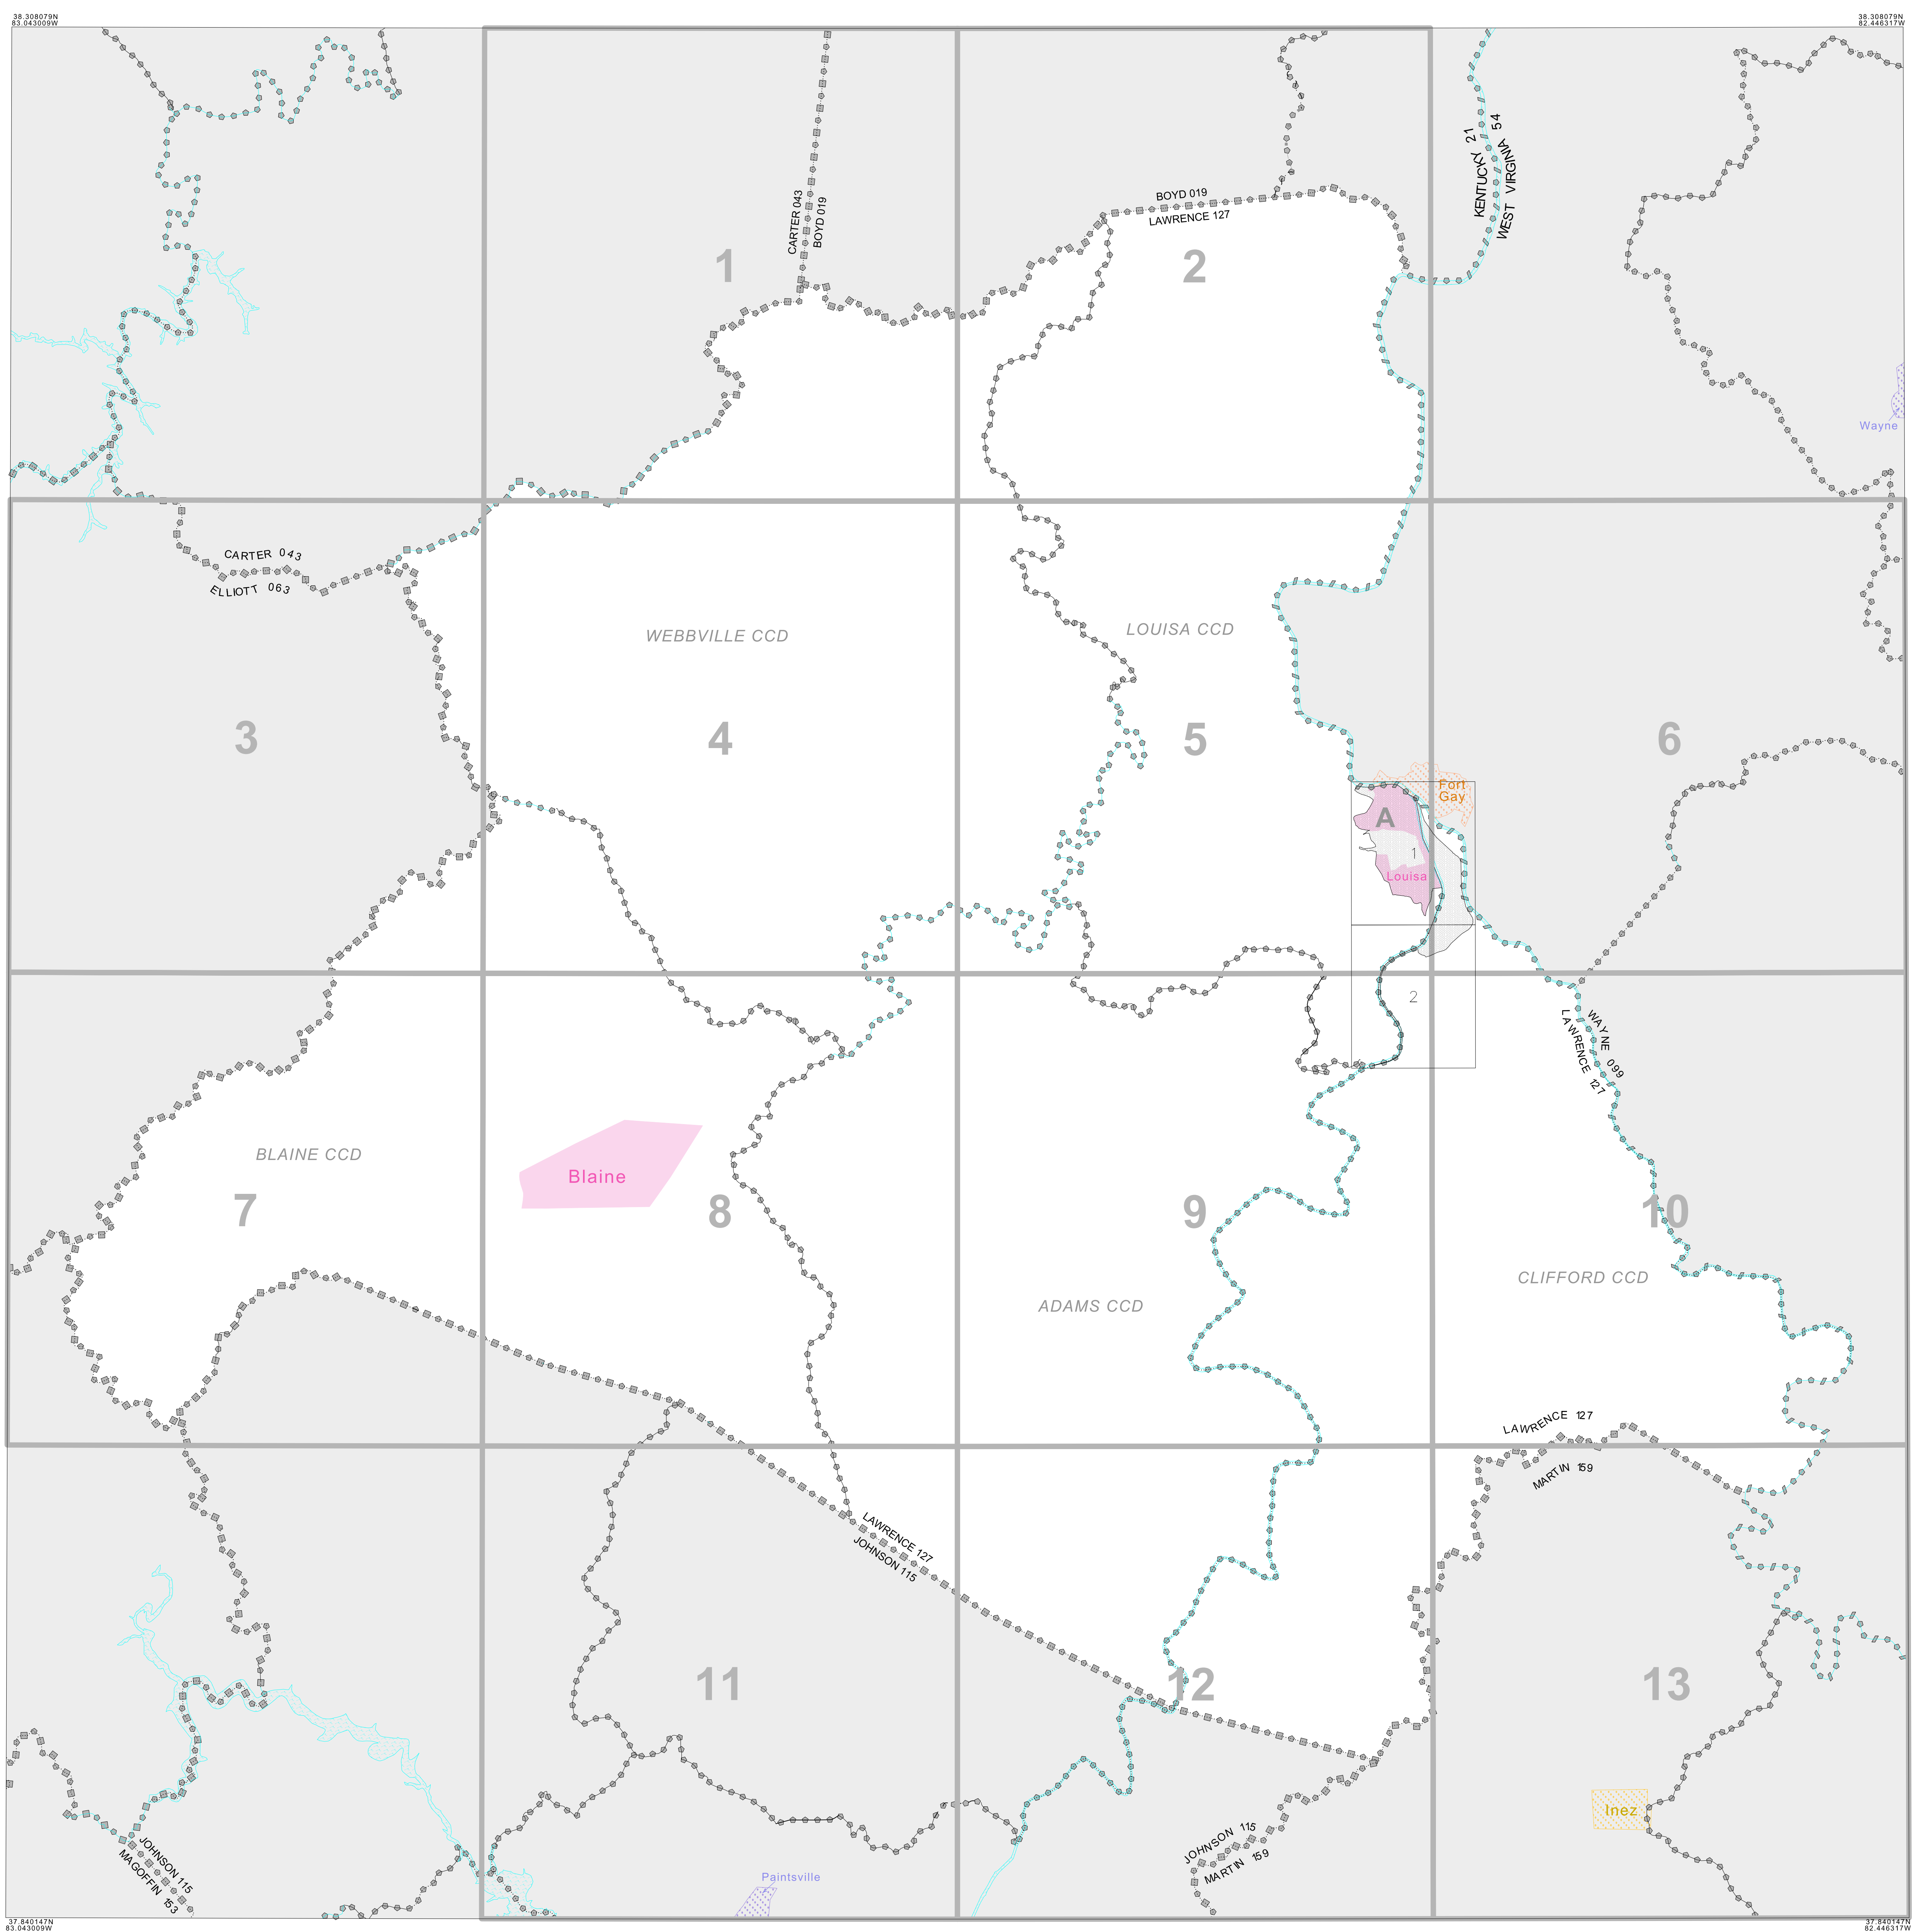 38.308079N
83.043009W
38.308079N
82.446317W
KENTUCKY 21
WEST VIRGINIA 54
CARTER 043
BOYD 019
BOYD 019
LAWRENCE 127
1
2
Wayne
CARTER 043
ELLIOTT 063
WEBBVILLE CCD
LOUISA CCD
3
4
5
6
Fort
Gay
A
1
Louisa
2
WAYNE 099
LAWRENCE 127
BLAINE CCD
Blaine
7
8
9
10
CLIFFORD CCD
ADAMS CCD
LAWRENCE 127
MARTIN 159
LAWRENCE 127
JOHNSON 115
11
12
13
Inez
JOHNSON 115
MARTIN 159
JOHNSON 115
MAGOFFIN 153
Paintsville
37.840147N
83.043009W
37.840147N
82.446317W